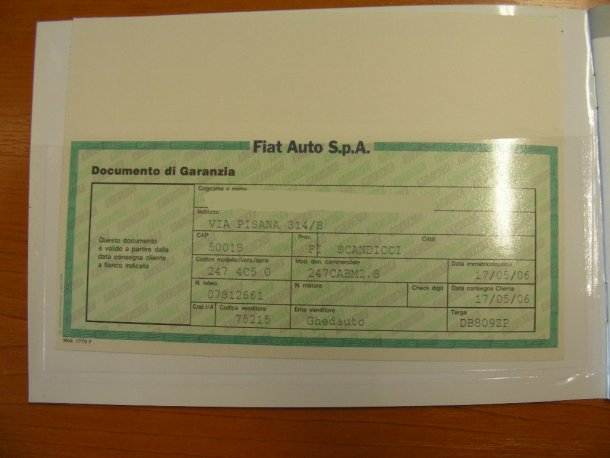 Fiat Auto S.p.A.
Documento di Garanzia
Cognome e nome
Indirizzo
VIA PISANA 314/B
CAP Prov. Città
50018 FI SCANDICCI
Questo documento
è valido a partire dalla
data consegna cliente
a fianco indicata
Codice modello/vers./serie Mod. den. commerciale Data immatricolazione
247 4C5 0 247CABM2.8 17/05/06
N. telaio N. motore Check digit Data consegna Cliente
07812661 17/05/06
Cod. I/A Codice venditore Ente venditore Targa
75215 Ghedauto DB809ZP
Mod. 1779 F